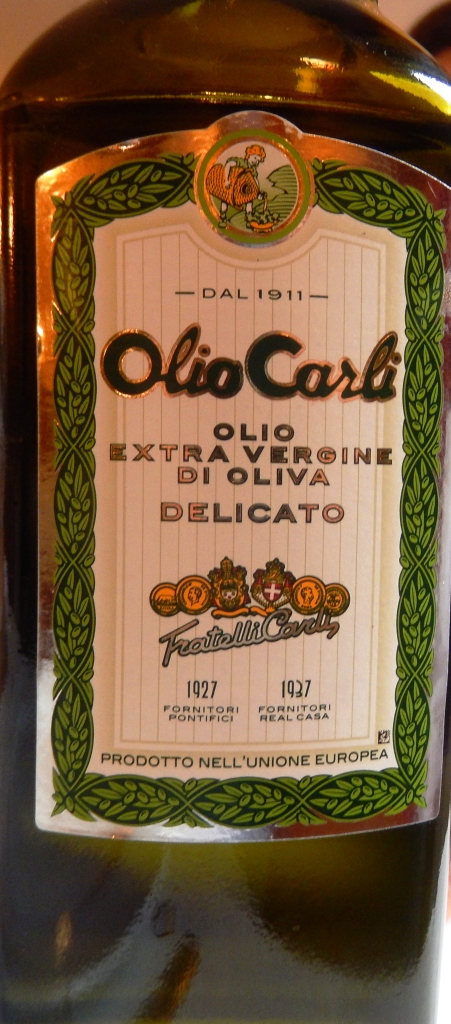 — DAL 1911 —
Olio Carli
OLIO
EXTRA VERGINE
DI OLIVA
DELICATO
Fratelli Carli
1927 1937
FORNITORI FORNITORI
PONTIFICI REAL CASA
PRODOTTO NELL'UNIONE EUROPEA